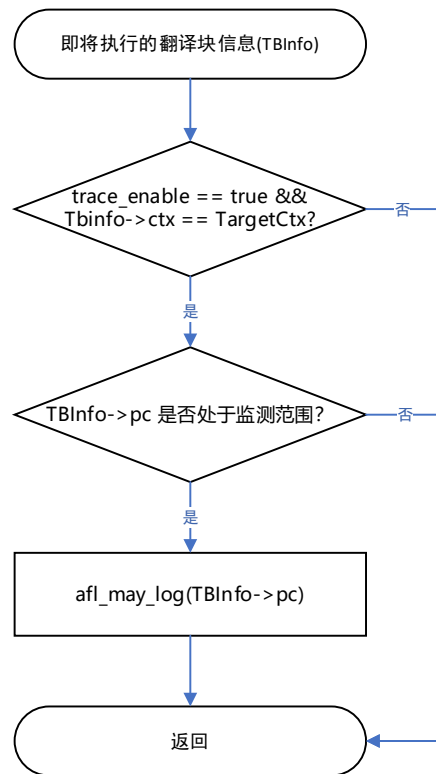 即将执行的翻译块信息(TBInfo)
trace_enable == true &&
Tbinfo->ctx == TargetCtx?
否
是
TBInfo->pc 是否处于监测范围?
否
是
afl_may_log(TBInfo->pc)
返回